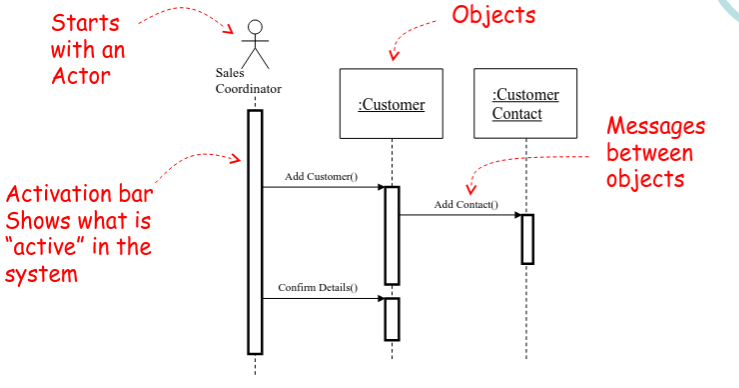 Starts
with an
Actor
Objects
Sales
Coordinator
:Customer
:Customer
Contact
Messages
between
objects
Add Customer()
Add Contact()
Activation bar
Shows what is
“active” in the
system
Confirm Details()